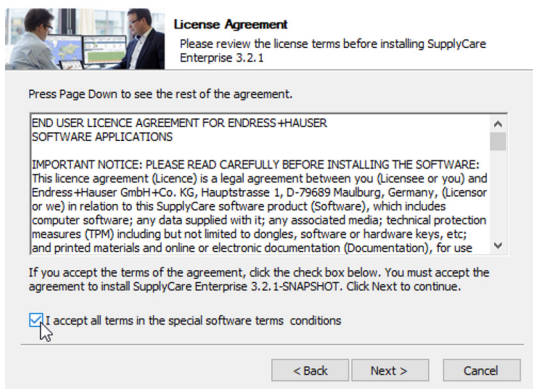 License Agreement
Please review the license terms before installing SupplyCare
Enterprise 3.2.1
Press Page Down to see the rest of the agreement.
END USER LICENCE AGREEMENT FOR ENDRESS+HAUSER
SOFTWARE APPLICATIONS
IMPORTANT NOTICE: PLEASE READ CAREFULLY BEFORE INSTALLING THE SOFTWARE:
This licence agreement (Licence) is a legal agreement between you (Licensee or you) and
Endress+Hauser GmbH+Co. KG, Hauptstrasse 1, D-79689 Maulburg, Germany, (Licensor
or we) in relation to this SupplyCare software product (Software), which includes
computer software; any data supplied with it; any associated media; technical protection
measures (TPM) including but not limited to dongles, software or hardware keys, etc;
and printed materials and online or electronic documentation (Documentation), for use
If you accept the terms of the agreement, click the check box below. You must accept the
agreement to install SupplyCare Enterprise 3.2.1-SNAPSHOT. Click Next to continue.
I accept all terms in the special software terms conditions
< Back
Next >
Cancel